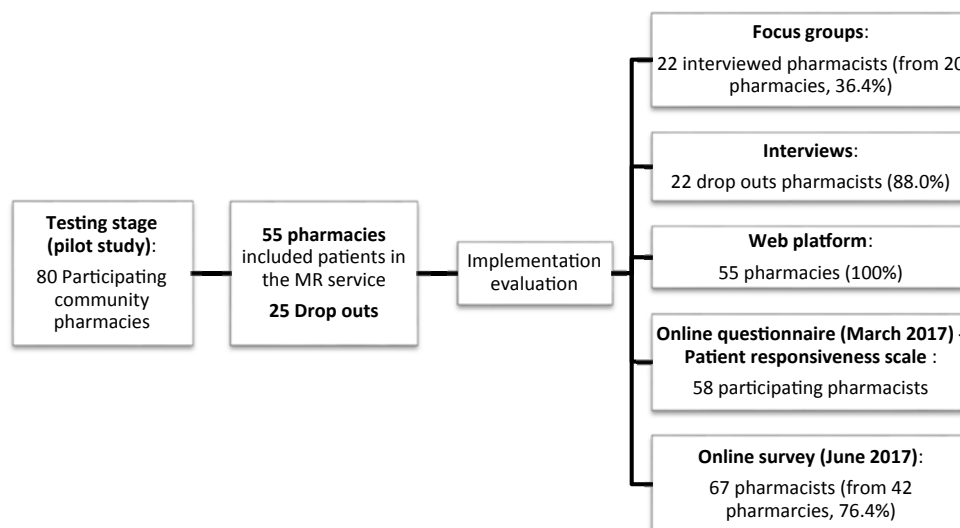 Testing stage
(pilot study):
80 Participating
community
pharmacies
55 pharmacies
included patients in
the MR service
25 Drop outs
Implementation
evaluation
Focus groups:
22 interviewed pharmacists (from 20
pharmacies, 36.4%)
Interviews:
22 drop outs pharmacists (88.0%)
Web platform:
55 pharmacies (100%)
Online questionnaire (March 2017) -
Patient responsiveness scale :
58 participating pharmacists
Online survey (June 2017):
67 pharmacists (from 42
pharmarcies, 76.4%)